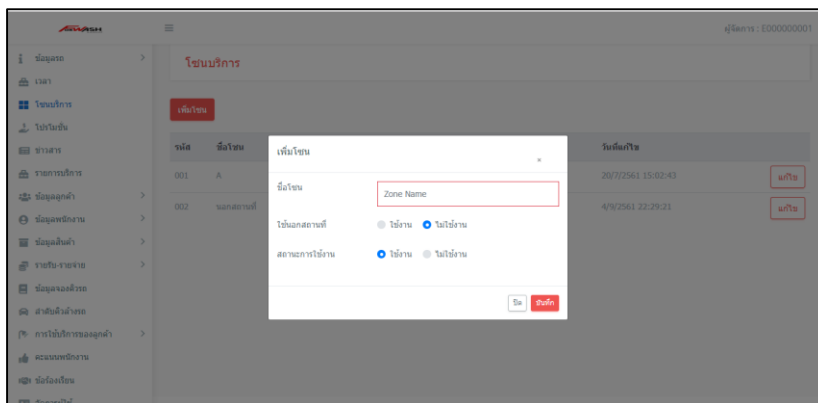 ผู้จัดการ : E000000001
ข้อมูลรถ
เวลา
โซนบริการ
โปรโมชั่น
ข่าวสาร
รายการบริการ
ข้อมูลลูกค้า
ข้อมูลพนักงาน
ข้อมูลสินค้า
รายรับ-รายจ่าย
ข้อมูลจองคิวรถ
ลำดับคิวล้างรถ
การใช้บริการของลูกค้า
คะแนนพนักงาน
ข้อร้องเรียน
โซนบริการ
เพิ่มโซน
รหัส ชื่อโซน วันที่แก้ไข
001 A 20/7/2561 15:02:43 แก้ไข
002 นอกสถานที่ 4/9/2561 22:29:21 แก้ไข
เพิ่มโซน ×
ชื่อโซน Zone Name
ใช้นอกสถานที่ ใช้งาน ไม่ใช้งาน
สถานะการใช้งาน ใช้งาน ไม่ใช้งาน
ปิด บันทึก